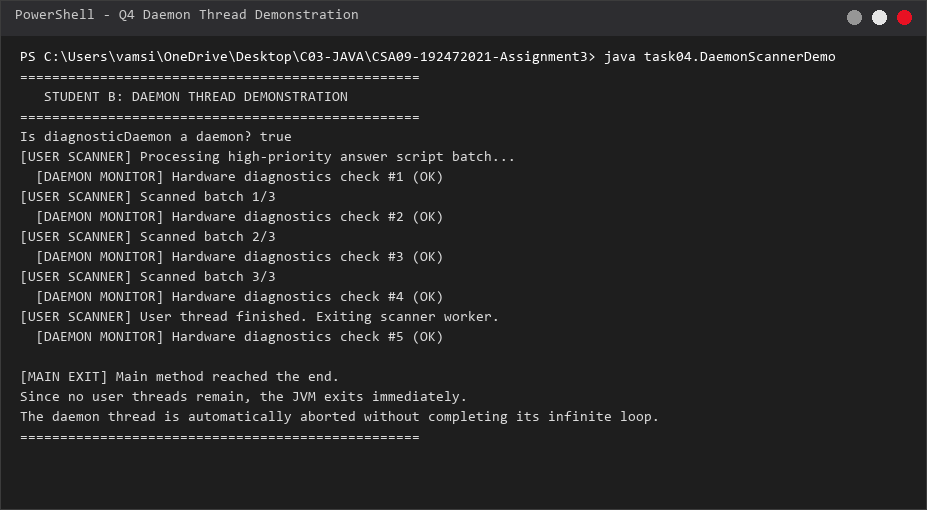 PowerShell - Q4 Daemon Thread Demonstration
PS C:\Users\vamsi\OneDrive\Desktop\C03-JAVA\CSA09-192472021-Assignment3> java task04.DaemonScannerDemo
==================================================
   STUDENT B: DAEMON THREAD DEMONSTRATION
==================================================
Is diagnosticDaemon a daemon? true
[USER SCANNER] Processing high-priority answer script batch...
  [DAEMON MONITOR] Hardware diagnostics check #1 (OK)
[USER SCANNER] Scanned batch 1/3
  [DAEMON MONITOR] Hardware diagnostics check #2 (OK)
[USER SCANNER] Scanned batch 2/3
  [DAEMON MONITOR] Hardware diagnostics check #3 (OK)
[USER SCANNER] Scanned batch 3/3
  [DAEMON MONITOR] Hardware diagnostics check #4 (OK)
[USER SCANNER] User thread finished. Exiting scanner worker.
  [DAEMON MONITOR] Hardware diagnostics check #5 (OK)

[MAIN EXIT] Main method reached the end.
Since no user threads remain, the JVM exits immediately.
The daemon thread is automatically aborted without completing its infinite loop.
==================================================